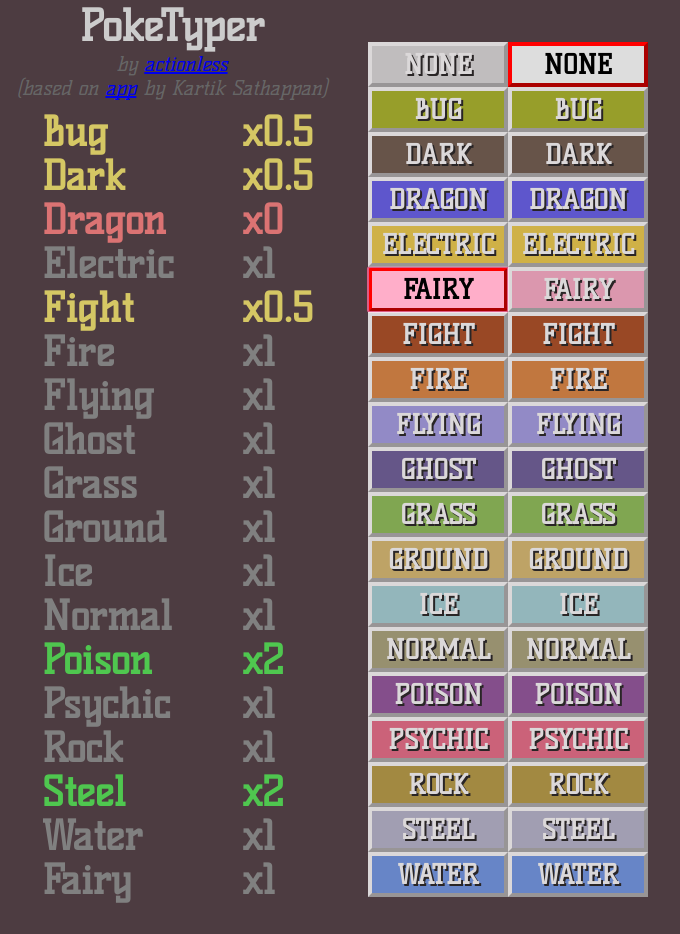 PokeTyper
by actionless
(based on app by Kartik Sathappan)
Bug x0.5
Dark x0.5
Dragon x0
Electric x1
Fight x0.5
Fire x1
Flying x1
Ghost x1
Grass x1
Ground x1
Ice x1
Normal x1
Poison x2
Psychic x1
Rock x1
Steel x2
Water x1
Fairy x1
NONE NONE
BUG BUG
DARK DARK
DRAGON DRAGON
ELECTRIC ELECTRIC
FAIRY FAIRY
FIGHT FIGHT
FIRE FIRE
FLYING FLYING
GHOST GHOST
GRASS GRASS
GROUND GROUND
ICE ICE
NORMAL NORMAL
POISON POISON
PSYCHIC PSYCHIC
ROCK ROCK
STEEL STEEL
WATER WATER